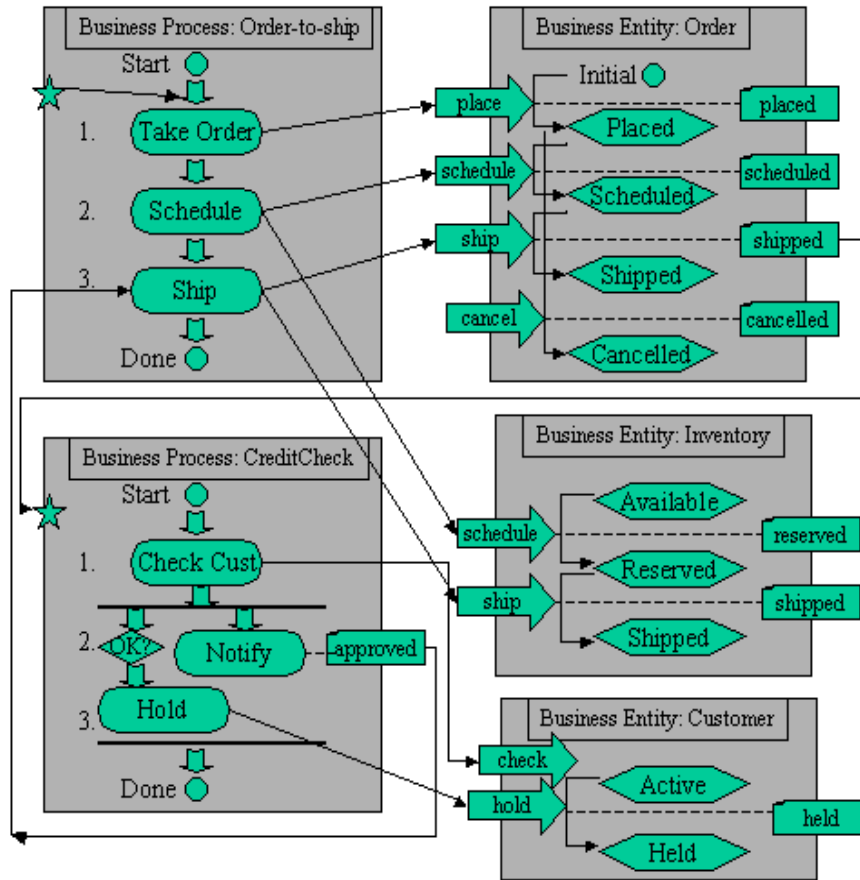 Business Process: Order-to-ship
Start
1.
Take Order
2.
Schedule
3.
Ship
Done
Business Entity: Order
Initial
place
placed
Placed
schedule
scheduled
Scheduled
ship
shipped
Shipped
cancel
cancelled
Cancelled
Business Process: CreditCheck
Start
1.
Check Cust
2.
OK?
Notify
approved
3.
Hold
Done
Business Entity: Inventory
Available
schedule
reserved
Reserved
ship
shipped
Shipped
Business Entity: Customer
check
Active
hold
held
Held